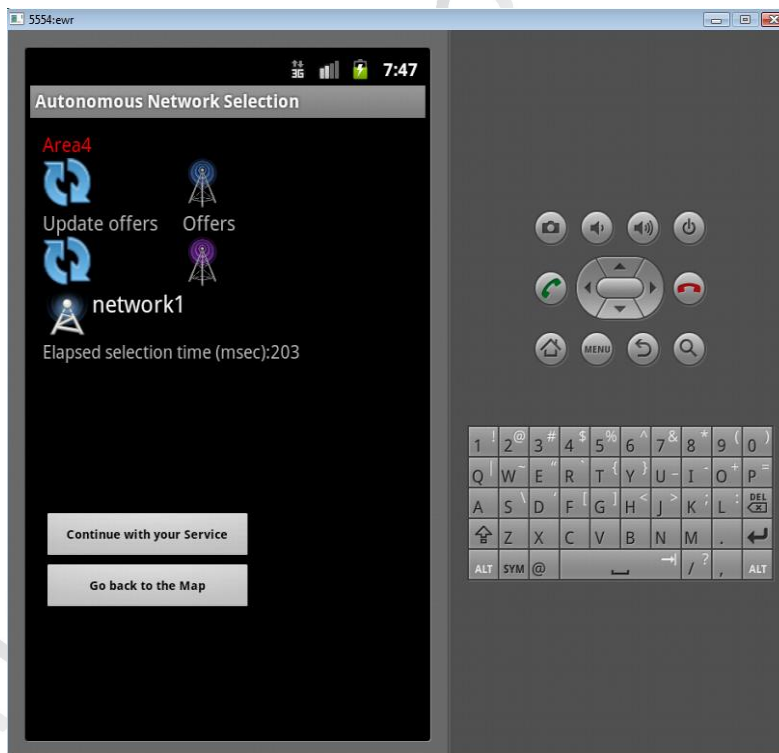 5554:ewr
3G 7:47
Autonomous Network Selection
Area4
Update offers Offers
network1
Elapsed selection time (msec):203
Continue with your Service
Go back to the Map
MENU
1 ! 2 @ 3 # 4 $ 5 % 6 ^ 7 & 8 * 9 ( 0 )
Q | W ~ E " R ` T { Y } U _ I - O + P =
A S \ D ' F [ G ] H < J > K ; L : DEL
Z X C V B N M .
ALT SYM @ / ? , ALT